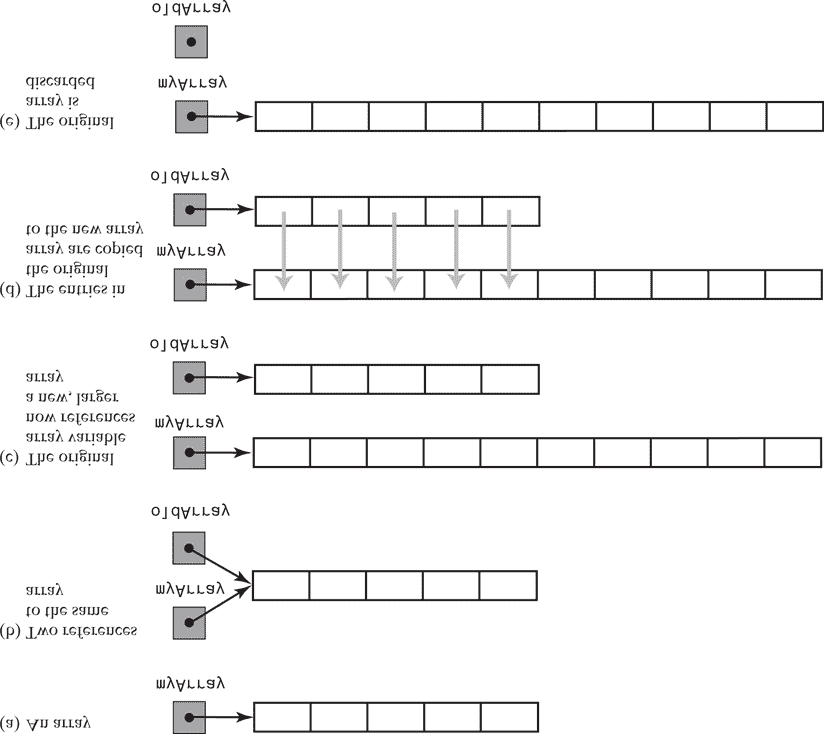 (a) An array
myArray
(b) Two references
to the same
array
myArray
oldArray
(c) The original
array variable
now references
a new, larger
array
myArray
oldArray
(d) The entries in
the original
array are copied
to the new array
myArray
oldArray
(e) The original
array is
discarded
myArray
oldArray